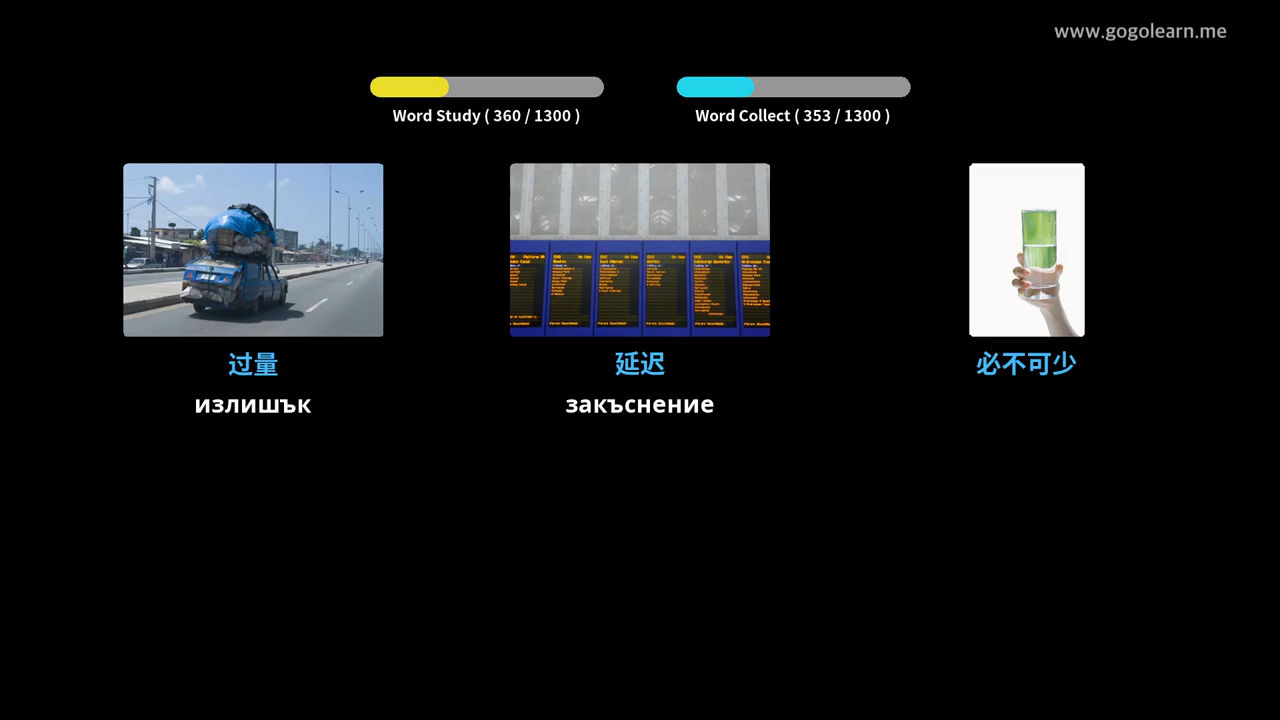 www.gogolearn.me
Word Study ( 360 / 1300 )
Word Collect ( 353 / 1300 )
过量
延迟
必不可少
излишък
закъснение